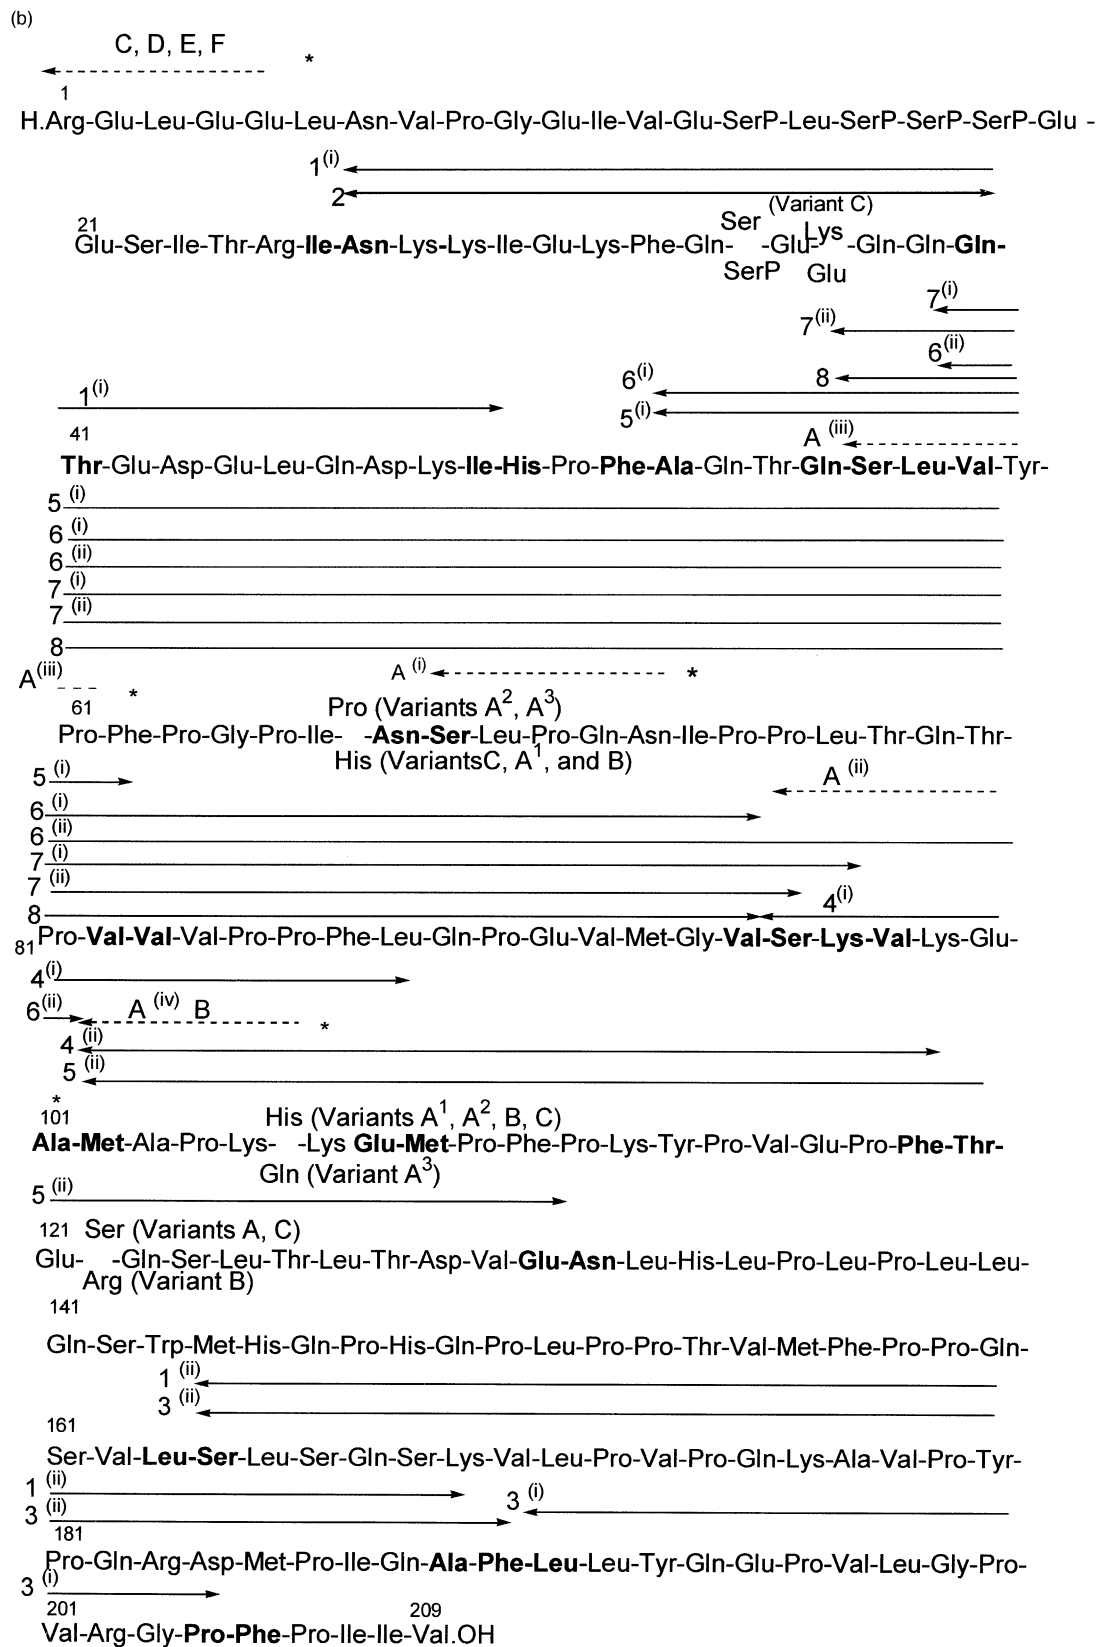 (b)
C, D, E, F *
1
H.Arg-Glu-Leu-Glu-Glu-Leu-Asn-Val-Pro-Gly-Glu-Ile-Val-Glu-SerP-Leu-SerP-SerP-SerP-Glu -
1(i)
2
21 Ser (Variant C)
Lys
Glu-Ser-Ile-Thr-Arg-Ile-Asn-Lys-Lys-Ile-Glu-Lys-Phe-Gln- -Glu -Gln-Gln-Gln-
SerP Glu
7(i)
7(ii)
6(ii)
6(i) 8
1(i)
5(i)
41 A (iii)
Thr-Glu-Asp-Glu-Leu-Gln-Asp-Lys-Ile-His-Pro-Phe-Ala-Gln-Thr-Gln-Ser-Leu-Val-Tyr-
5 (i)
6 (i)
6 (ii)
7 (i)
7 (ii)
8
A(iii) * A (i) *
61 Pro (Variants A2, A3)
Pro-Phe-Pro-Gly-Pro-Ile- -Asn-Ser-Leu-Pro-Gln-Asn-Ile-Pro-Pro-Leu-Thr-Gln-Thr-
His (VariantsC, A1, and B)
5 (i) A (ii)
6 (i)
6 (ii)
7 (i)
7 (ii) 4(i)
8
81 Pro-Val-Val-Val-Pro-Pro-Phe-Leu-Gln-Pro-Glu-Val-Met-Gly-Val-Ser-Lys-Val-Lys-Glu-
4(i)
6(ii) A (iv) B *
4 (ii)
5 (ii)
*
101 His (Variants A1, A2, B, C)
Ala-Met-Ala-Pro-Lys- -Lys Glu-Met-Pro-Phe-Pro-Lys-Tyr-Pro-Val-Glu-Pro-Phe-Thr-
Gln (Variant A3)
5 (ii)
121 Ser (Variants A, C)
Glu- -Gln-Ser-Leu-Thr-Leu-Thr-Asp-Val-Glu-Asn-Leu-His-Leu-Pro-Leu-Pro-Leu-Leu-
Arg (Variant B)
141
Gln-Ser-Trp-Met-His-Gln-Pro-His-Gln-Pro-Leu-Pro-Pro-Thr-Val-Met-Phe-Pro-Pro-Gln-
1 (ii)
3 (ii)
161
Ser-Val-Leu-Ser-Leu-Ser-Gln-Ser-Lys-Val-Leu-Pro-Val-Pro-Gln-Lys-Ala-Val-Pro-Tyr-
1 (ii)
3 (ii) 3 (i)
181
Pro-Gln-Arg-Asp-Met-Pro-Ile-Gln-Ala-Phe-Leu-Leu-Tyr-Gln-Glu-Pro-Val-Leu-Gly-Pro-
3 (i)
201 209
Val-Arg-Gly-Pro-Phe-Pro-Ile-Ile-Val.OH